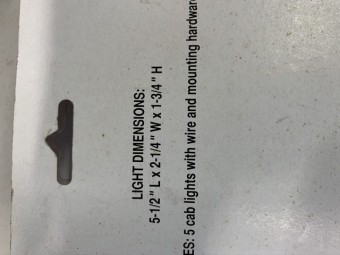 LIGHT DIMENSIONS:
5-1/2" L x 2-1/4" W x 1-3/4" H
ES: 5 cab lights with wire and mounting hardwar